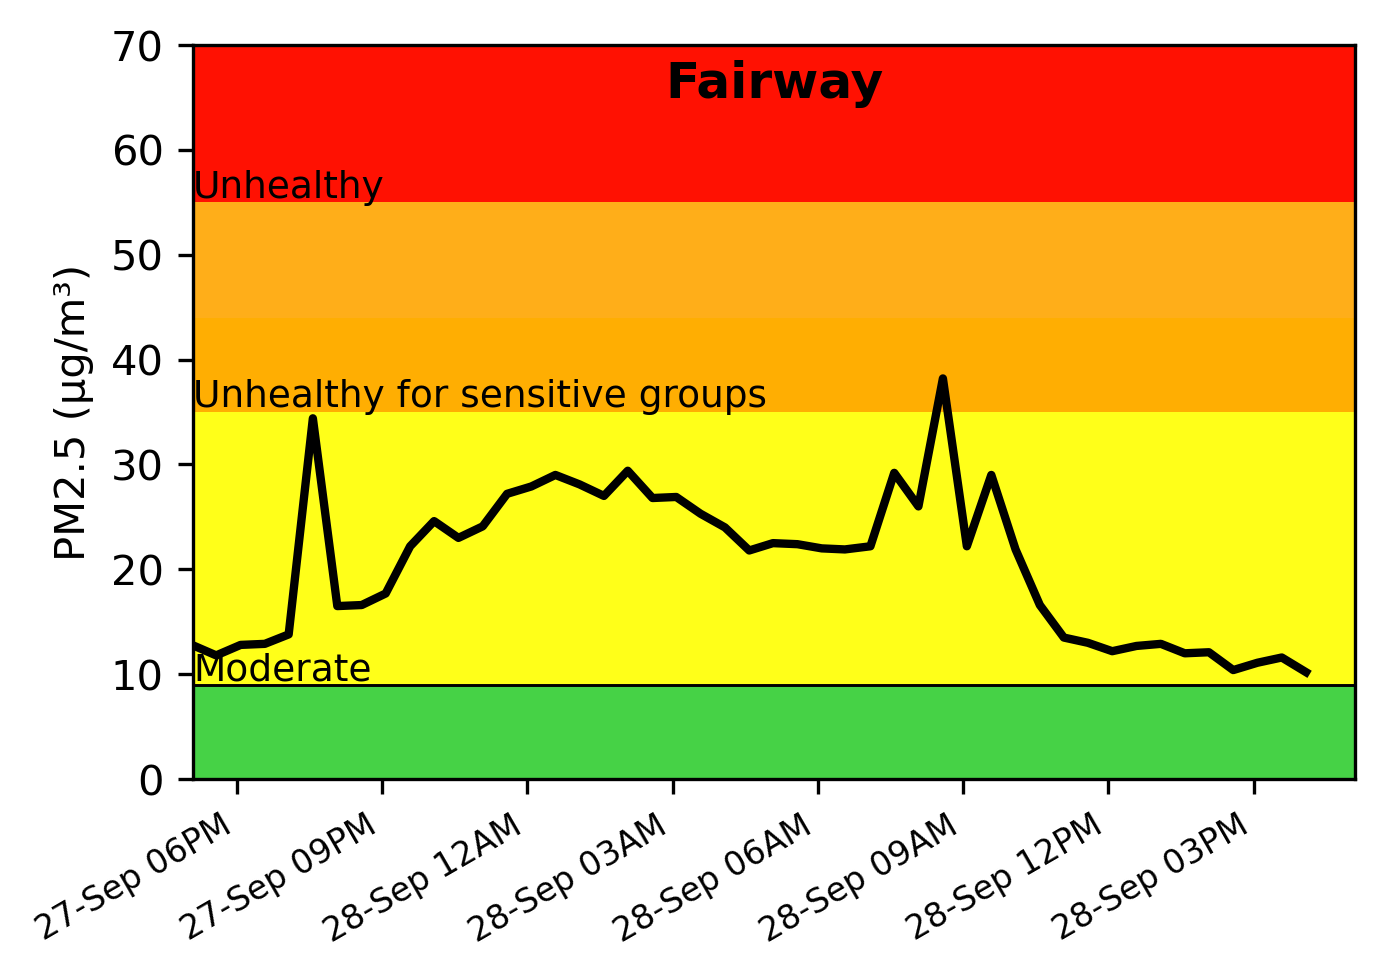 Fairway
70
60
50
40
30
20
10
0
PM2.5 (µg/m³)
Unhealthy
Unhealthy for sensitive groups
Moderate
27-Sep 06PM
27-Sep 09PM
28-Sep 12AM
28-Sep 03AM
28-Sep 06AM
28-Sep 09AM
28-Sep 12PM
28-Sep 03PM